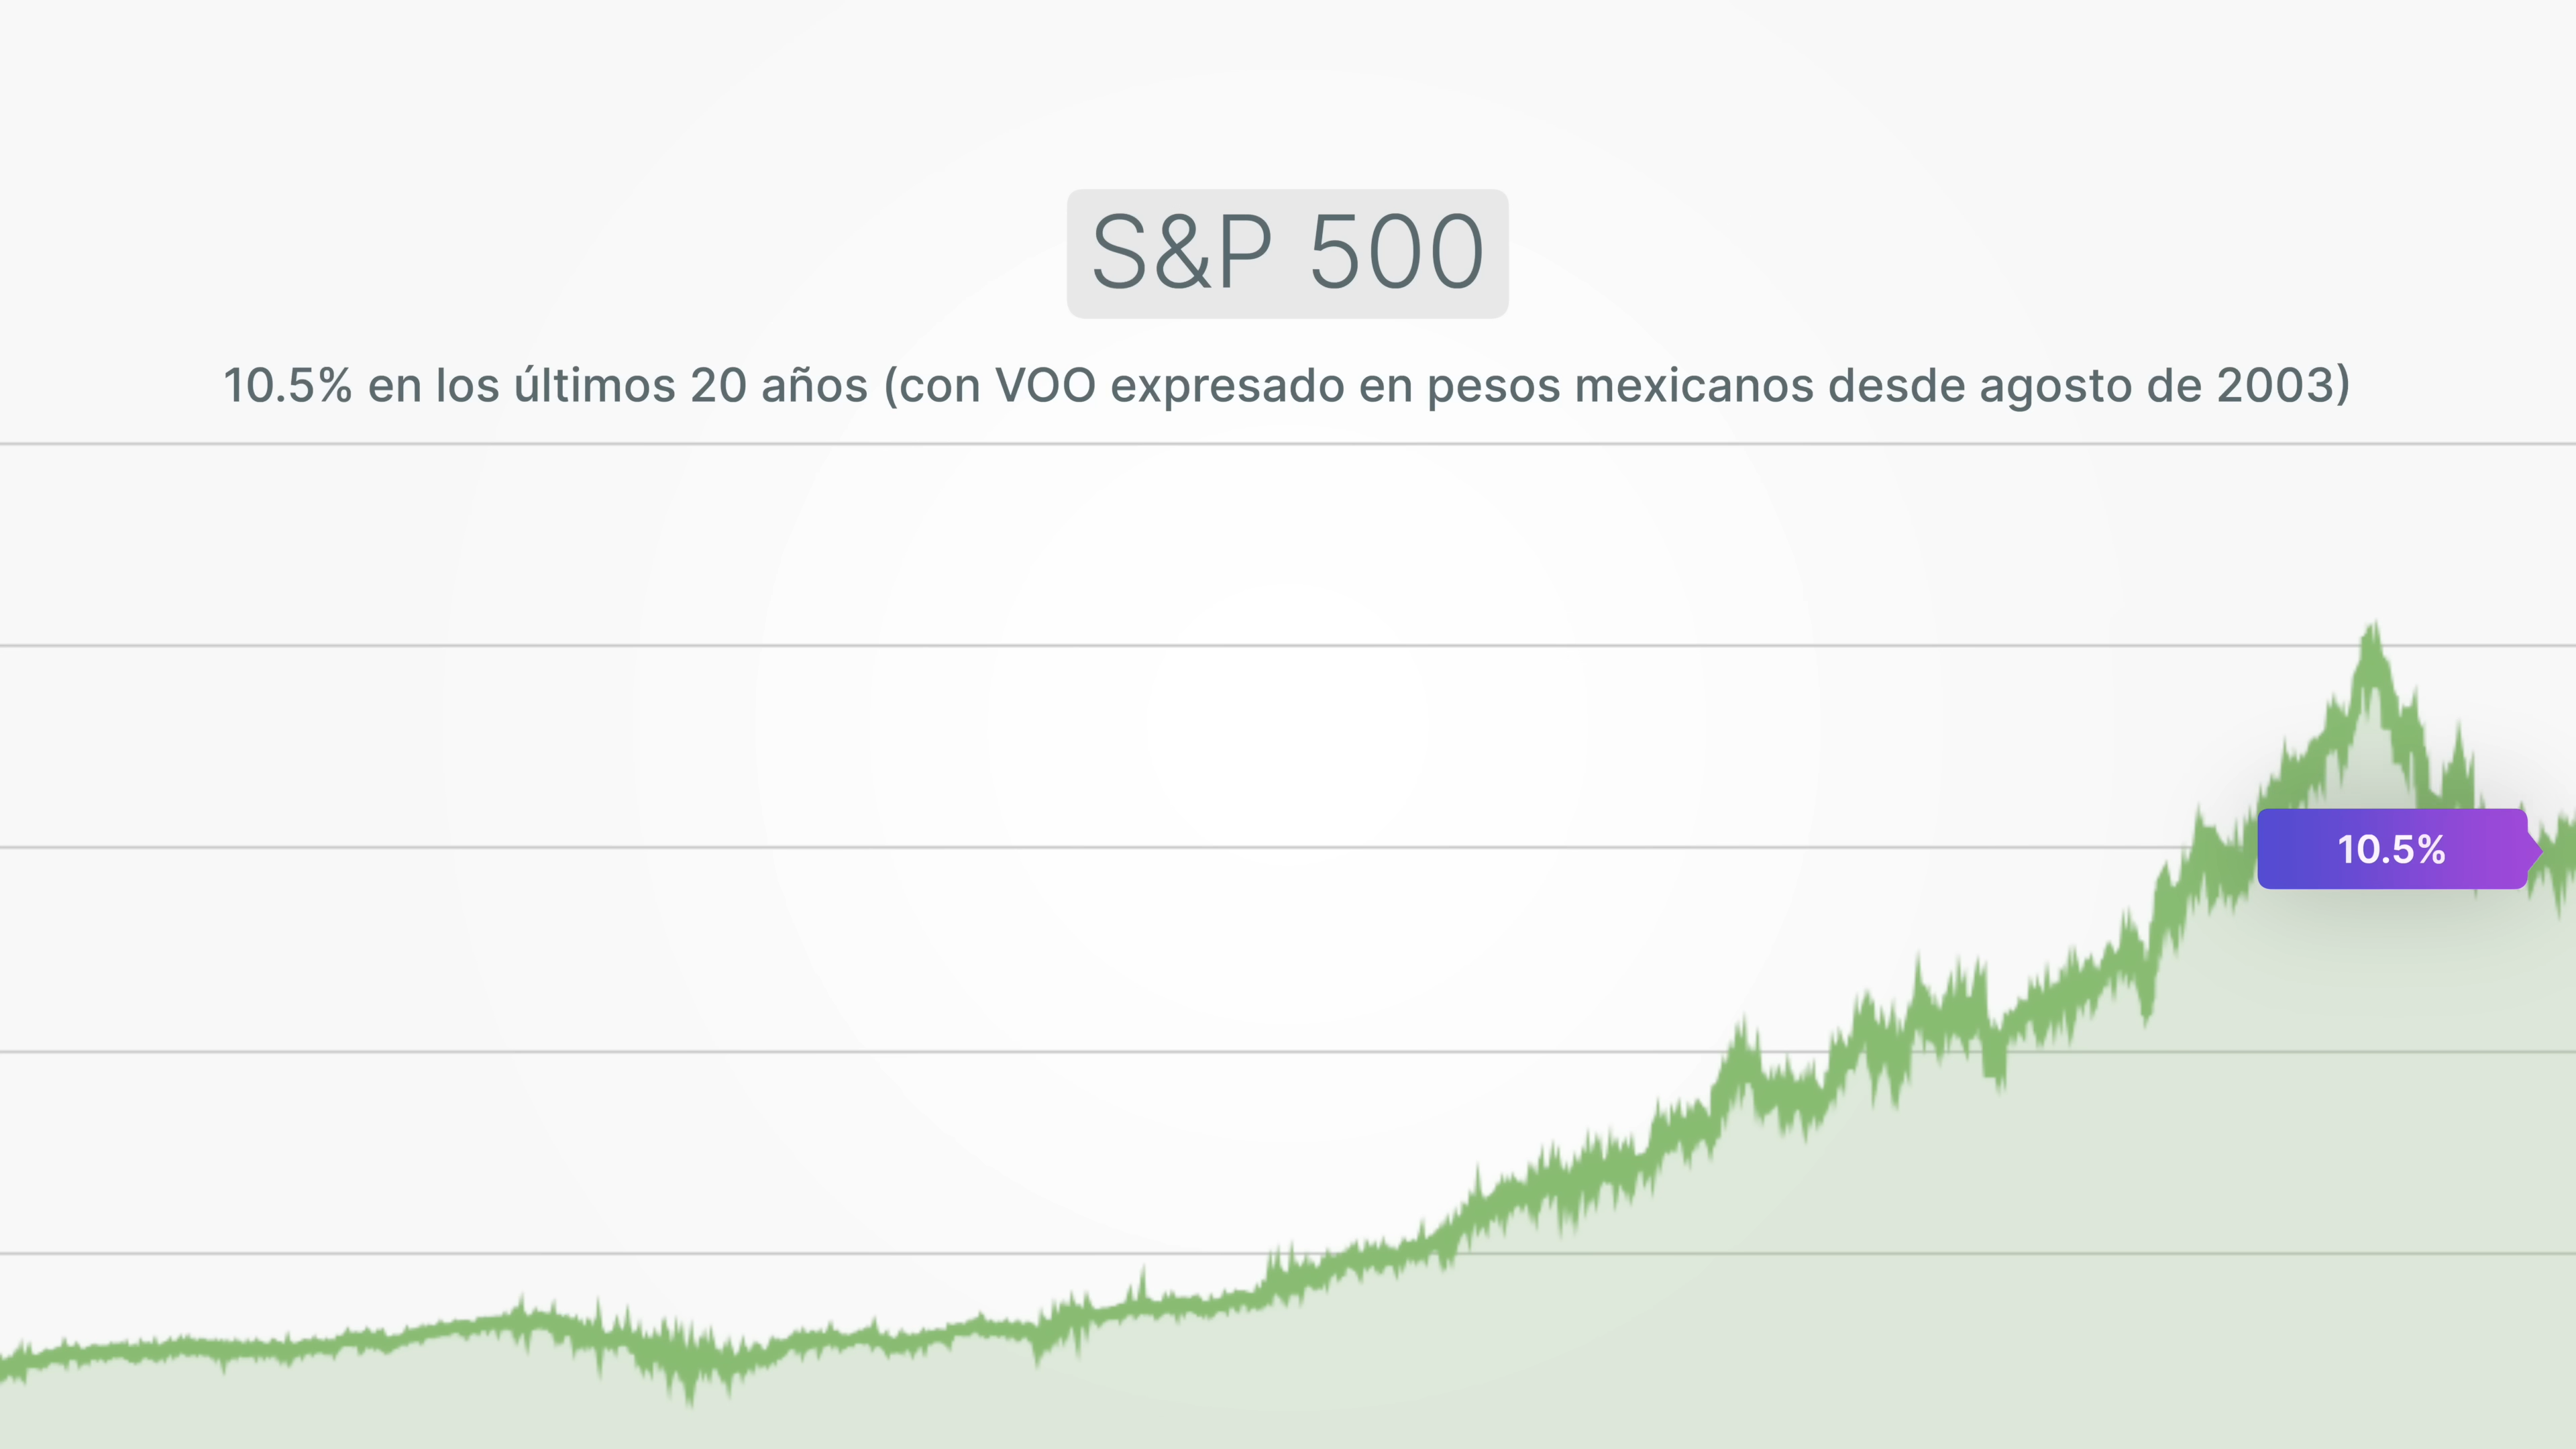 S&P 500
10.5% en los últimos 20 años (con VOO expresado en pesos mexicanos desde agosto de 2003)
10.5%